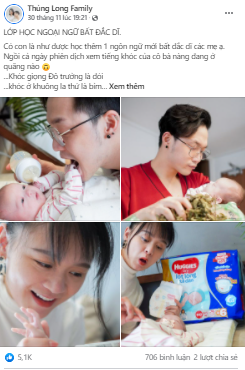 Thúng Long Family
30 tháng 11 lúc 19:21
LỚP HỌC NGOẠI NGỮ BẤT ĐẮC DĨ.
Có con là như được học thêm 1 ngôn ngữ mới bất đắc dĩ các mẹ ạ.
Ngồi cả ngày phiên dịch xem tiếng khóc của cô bà nàng đang ở
quãng nào 🙃
...Khóc giọng Đô trưởng là dói
...khóc ở khuông la thứ là bím... Xem thêm
HUGGIES
5,1K
706 bình luận 2 lượt chia sẻ